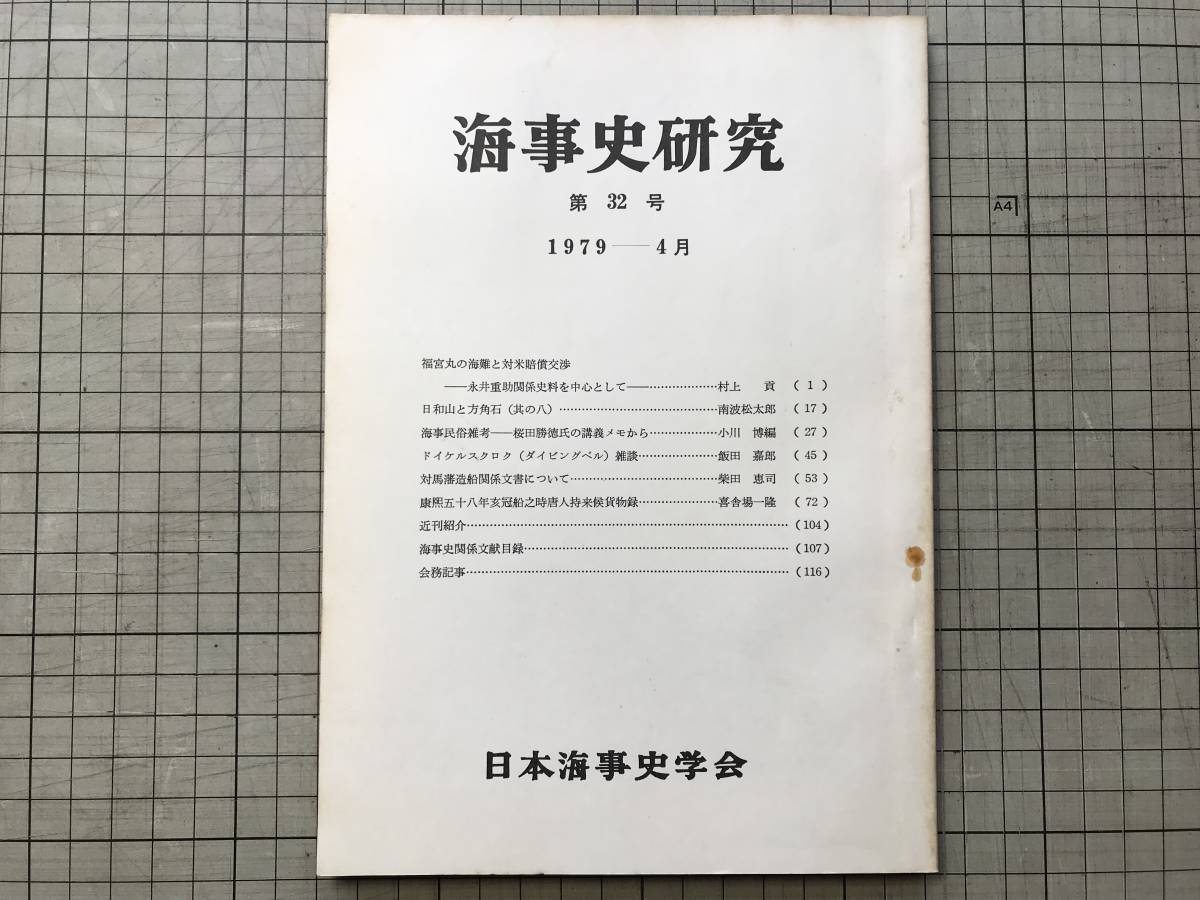 海事史研究
第 32 号
1979——4月
福宮丸の海難と対米賠償交渉
——永井重助関係史料を中心として——………………村上 貢 (1)
日和山と方角石(其の八)……………………………………南波松太郎 (17)
海事民俗雑考——桜田勝徳氏の講義メモから………………小川 博編 (27)
ドイケルスクロク(ダイビングベル)雑談…………………飯田 嘉郎 (45)
対馬藩造船関係文書について…………………………………柴田 恵司 (53)
康熙五十八年亥冠船之時唐人持来候貨物録…………………喜舎場一隆 (72)
近刊紹介……………………………………………………………………………(104)
海事史関係文献目録………………………………………………………………(107)
会務記事……………………………………………………………………………(116)
日本海事史学会
A4